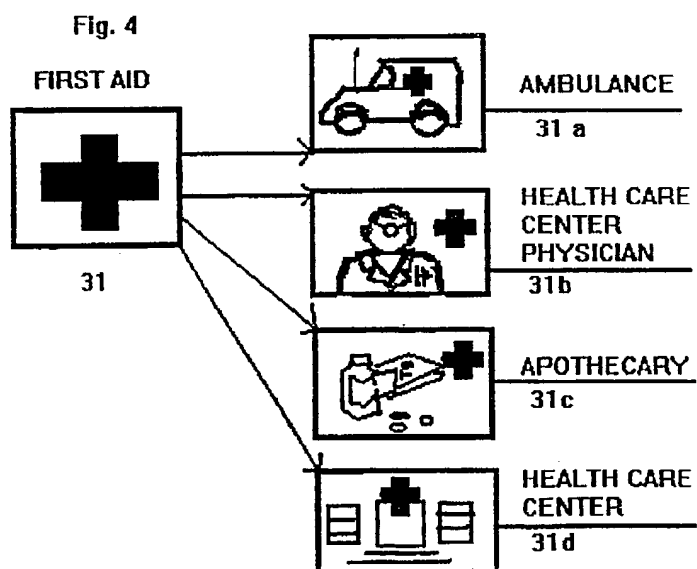 Fig. 4
FIRST AID
31
AMBULANCE
31 a
HEALTH CARE
CENTER
PHYSICIAN
31b
APOTHECARY
31c
HEALTH CARE
CENTER
31d